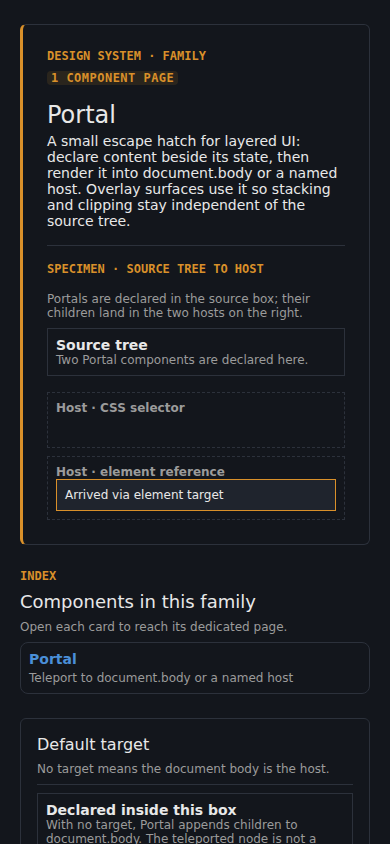 DESIGN SYSTEM · FAMILY
1 COMPONENT PAGE
Portal
A small escape hatch for layered UI:
declare content beside its state, then
render it into document.body or a named
host. Overlay surfaces use it so stacking
and clipping stay independent of the
source tree.
SPECIMEN · SOURCE TREE TO HOST
Portals are declared in the source box; their
children land in the two hosts on the right.
Source tree
Two Portal components are declared here.
Host · CSS selector
Host · element reference
Arrived via element target
INDEX
Components in this family
Open each card to reach its dedicated page.
Portal
Teleport to document.body or a named host
Default target
No target means the document body is the host.
Declared inside this box
With no target, Portal appends children to
document.body. The teleported node is not a